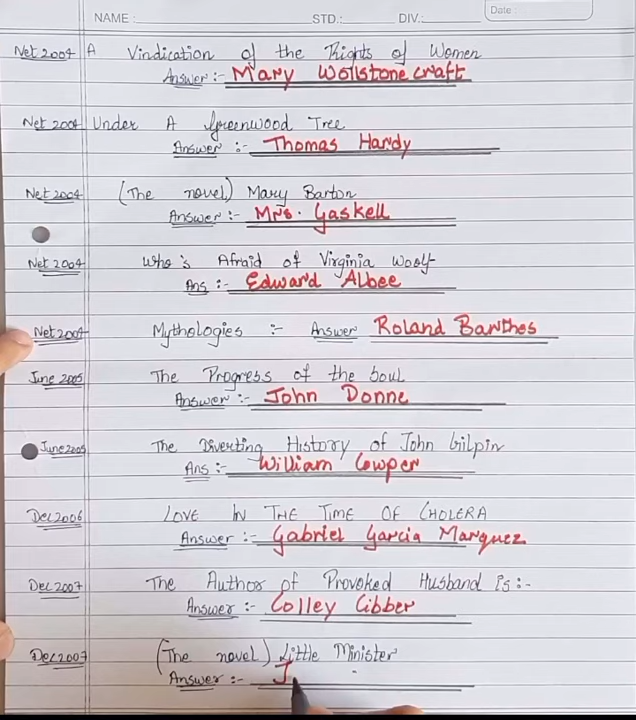 NAME : STD.: DIV.: Date :
Net 2004 A Vindication of the Rights of Women
Answer :- Mary Wollstonecraft
Net 2004 Under A Greenwood Tree
Answer :- Thomas Hardy
Net 2004 (The novel) Mary Barton
Answer :- Mrs. Gaskell
Net 2004 Who's Afraid of Virginia Woolf
Ans :- Edward Albee
Net 2004 Mythologies :- Answer Roland Barthes
June 2005 The Progress of the Soul
Answer :- John Donne
June 2005 The Diverting History of John Gilpin
Ans :- William Cowper
Dec 2006 LOVE IN THE TIME OF CHOLERA
Answer :- Gabriel Garcia Marquez
Dec 2007 The Author of Provoked Husband is :-
Answer :- Colley Cibber
Dec 2007 (The novel) Little Minister
Answer :- J.